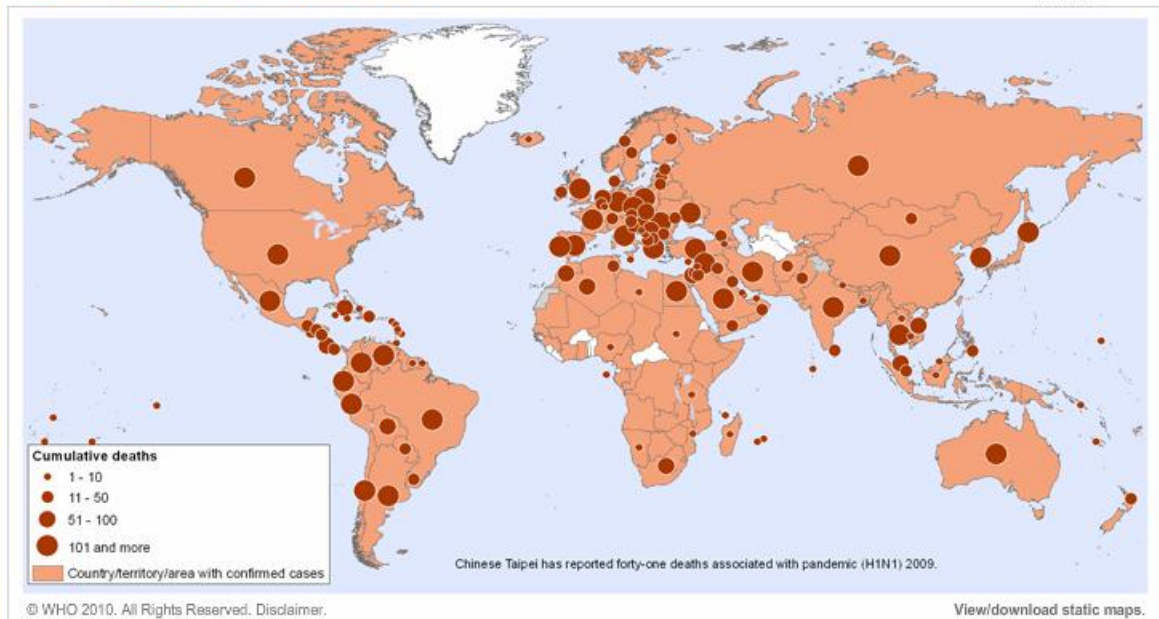 Cumulative deaths
1 - 10
11 - 50
51 - 100
101 and more
Country/territory/area with confirmed cases
Chinese Taipei has reported forty-one deaths associated with pandemic (H1N1) 2009.
© WHO 2010. All Rights Reserved. Disclaimer.
View/download static maps.